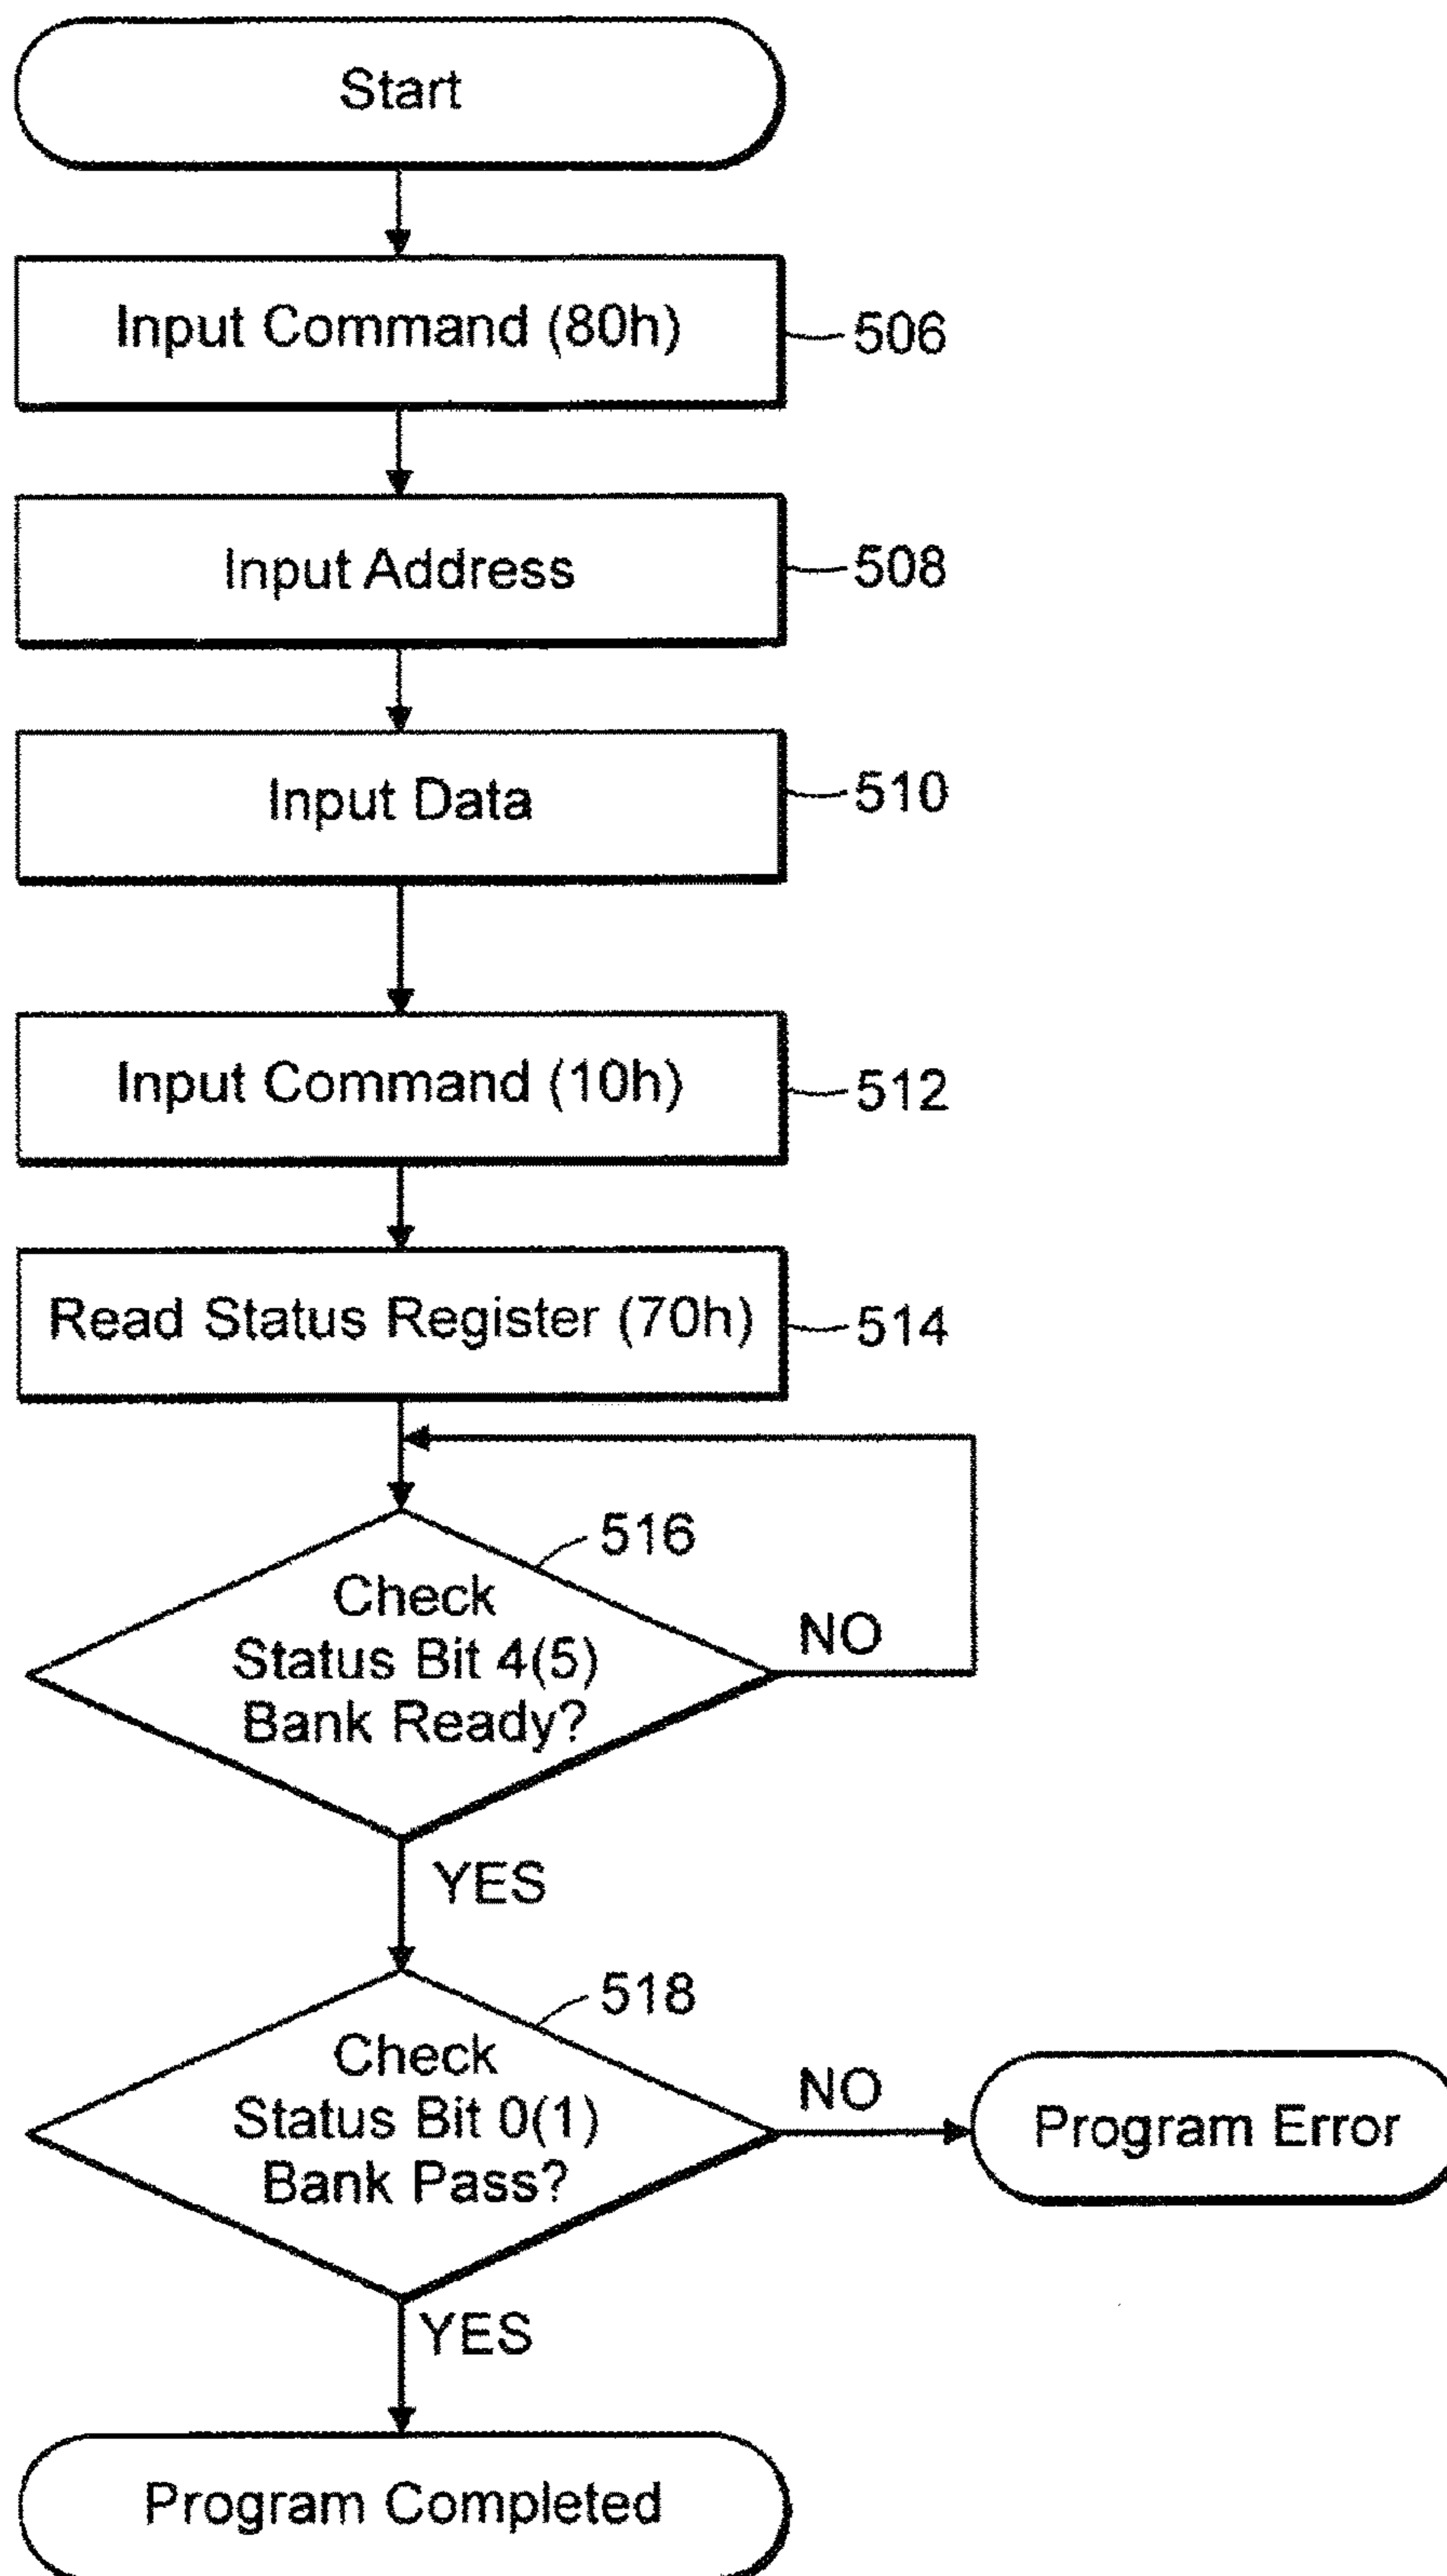 Start
Input Command (80h)
506
Input Address
508
Input Data
510
Input Command (10h)
512
Read Status Register (70h)
514
516
Check
Status Bit 4(5)
Bank Ready?
NO
YES
518
Check
Status Bit 0(1)
Bank Pass?
NO
Program Error
YES
Program Completed